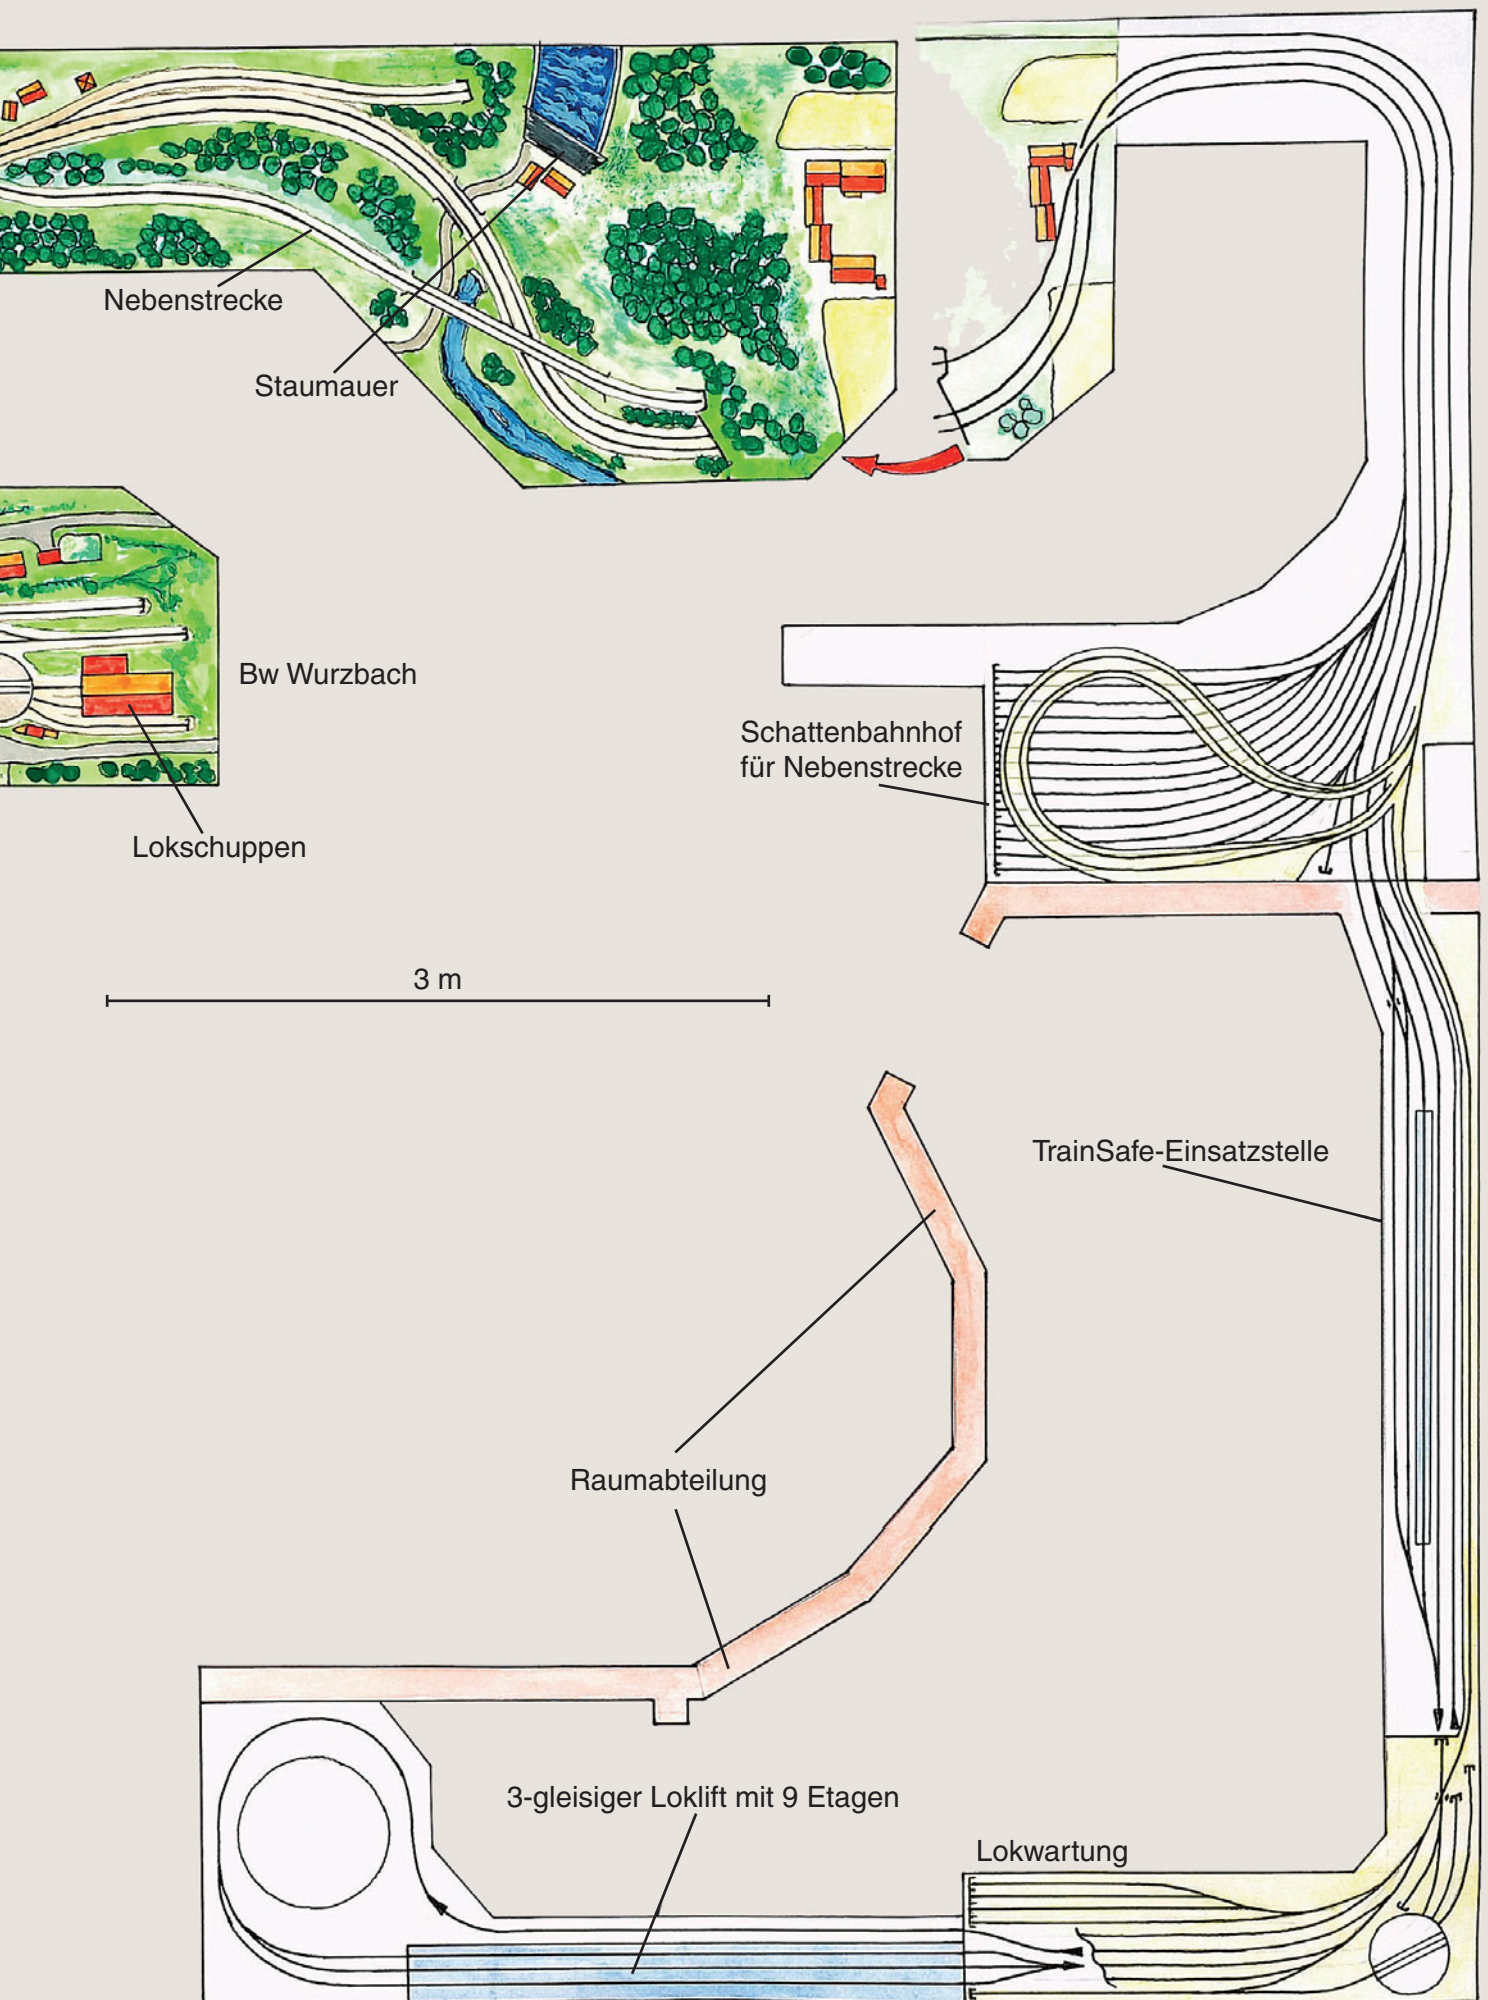 Nebenstrecke
Staumauer
Bw Wurzbach
Schattenbahnhof
für Nebenstrecke
Lokschuppen
3 m
TrainSafe-Einsatzstelle
Raumabteilung
3-gleisiger Loklift mit 9 Etagen
Lokwartung